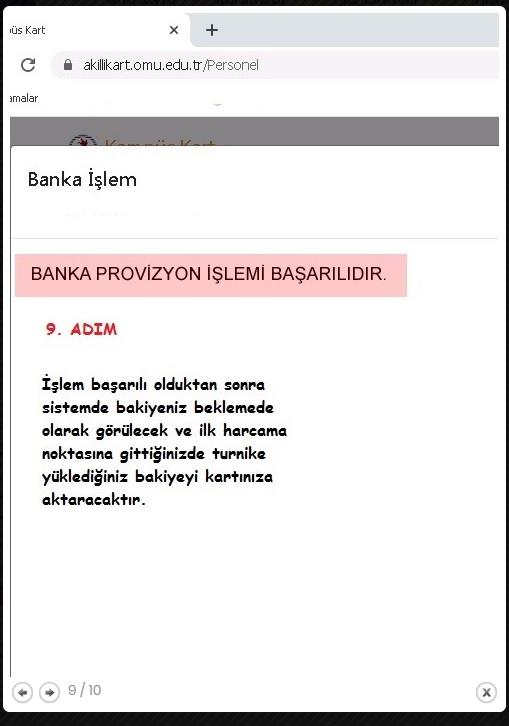 üs Kart
akillikart.omu.edu.tr/Personel
amalar
Kampüs Kart
Banka İşlem
BANKA PROVİZYON İŞLEMİ BAŞARILIDIR.
9. ADIM
İşlem başarılı olduktan sonra
sistemde bakiyeniz beklemede
olarak görülecek ve ilk harcama
noktasına gittiğinizde turnike
yüklediğiniz bakiyeyi kartınıza
aktaracaktır.
9 / 10